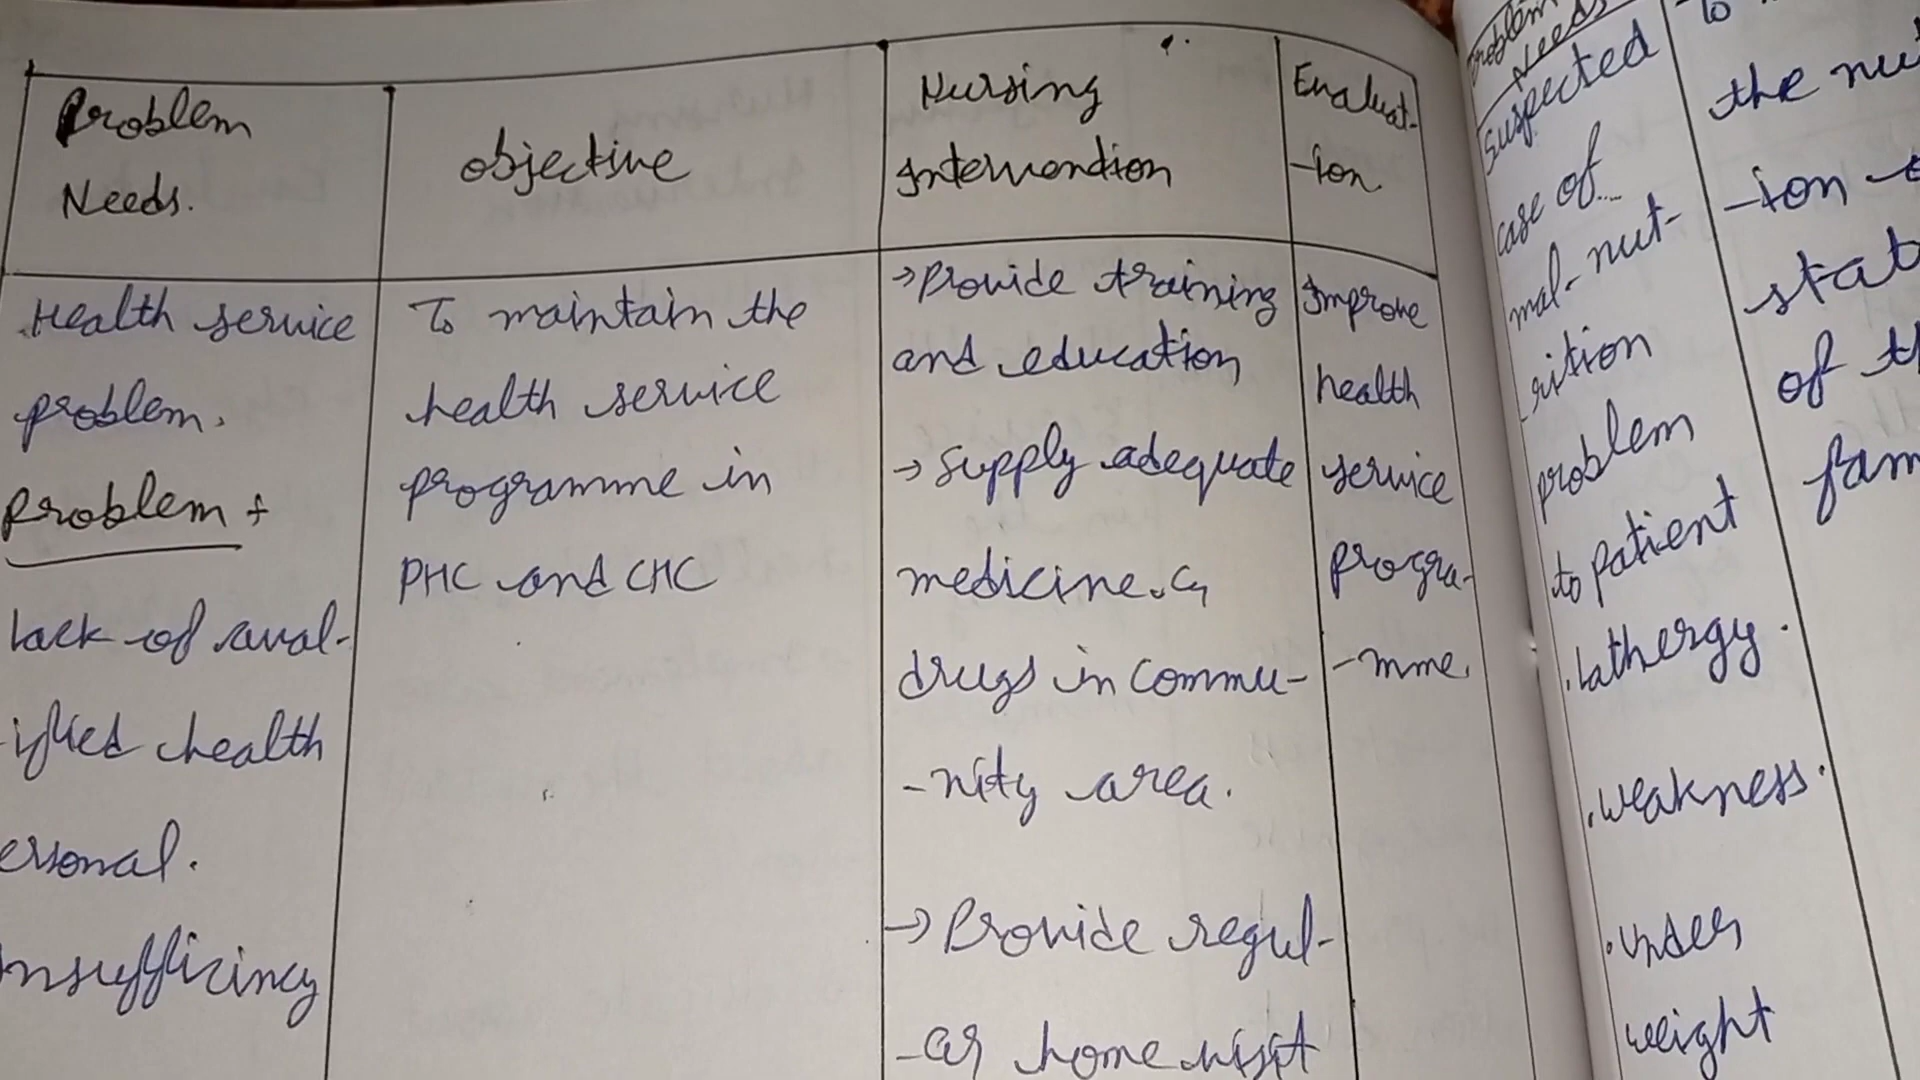 Problem
Needs.
objective
Nursing
Intervention
Evaluat-
-ion.
Health service
problem.
Problem :
lack of
health
ersonal.
insufficincy
To maintain the
health service
programme in
PHC and CHC
→ Provide training
and education
→ Supply adequate
medicine.
drugs in commu-
-nity area.
→ Provide regul-
-ar home visit
Improve
health
service
progra-
-mme.
Problem
Needs
Suspected
case of...
mal-nut-
-rition
problem
to patient
.lathergy.
.weakness.
.under
weight
To
the nu
-ion
stat
of th
fam